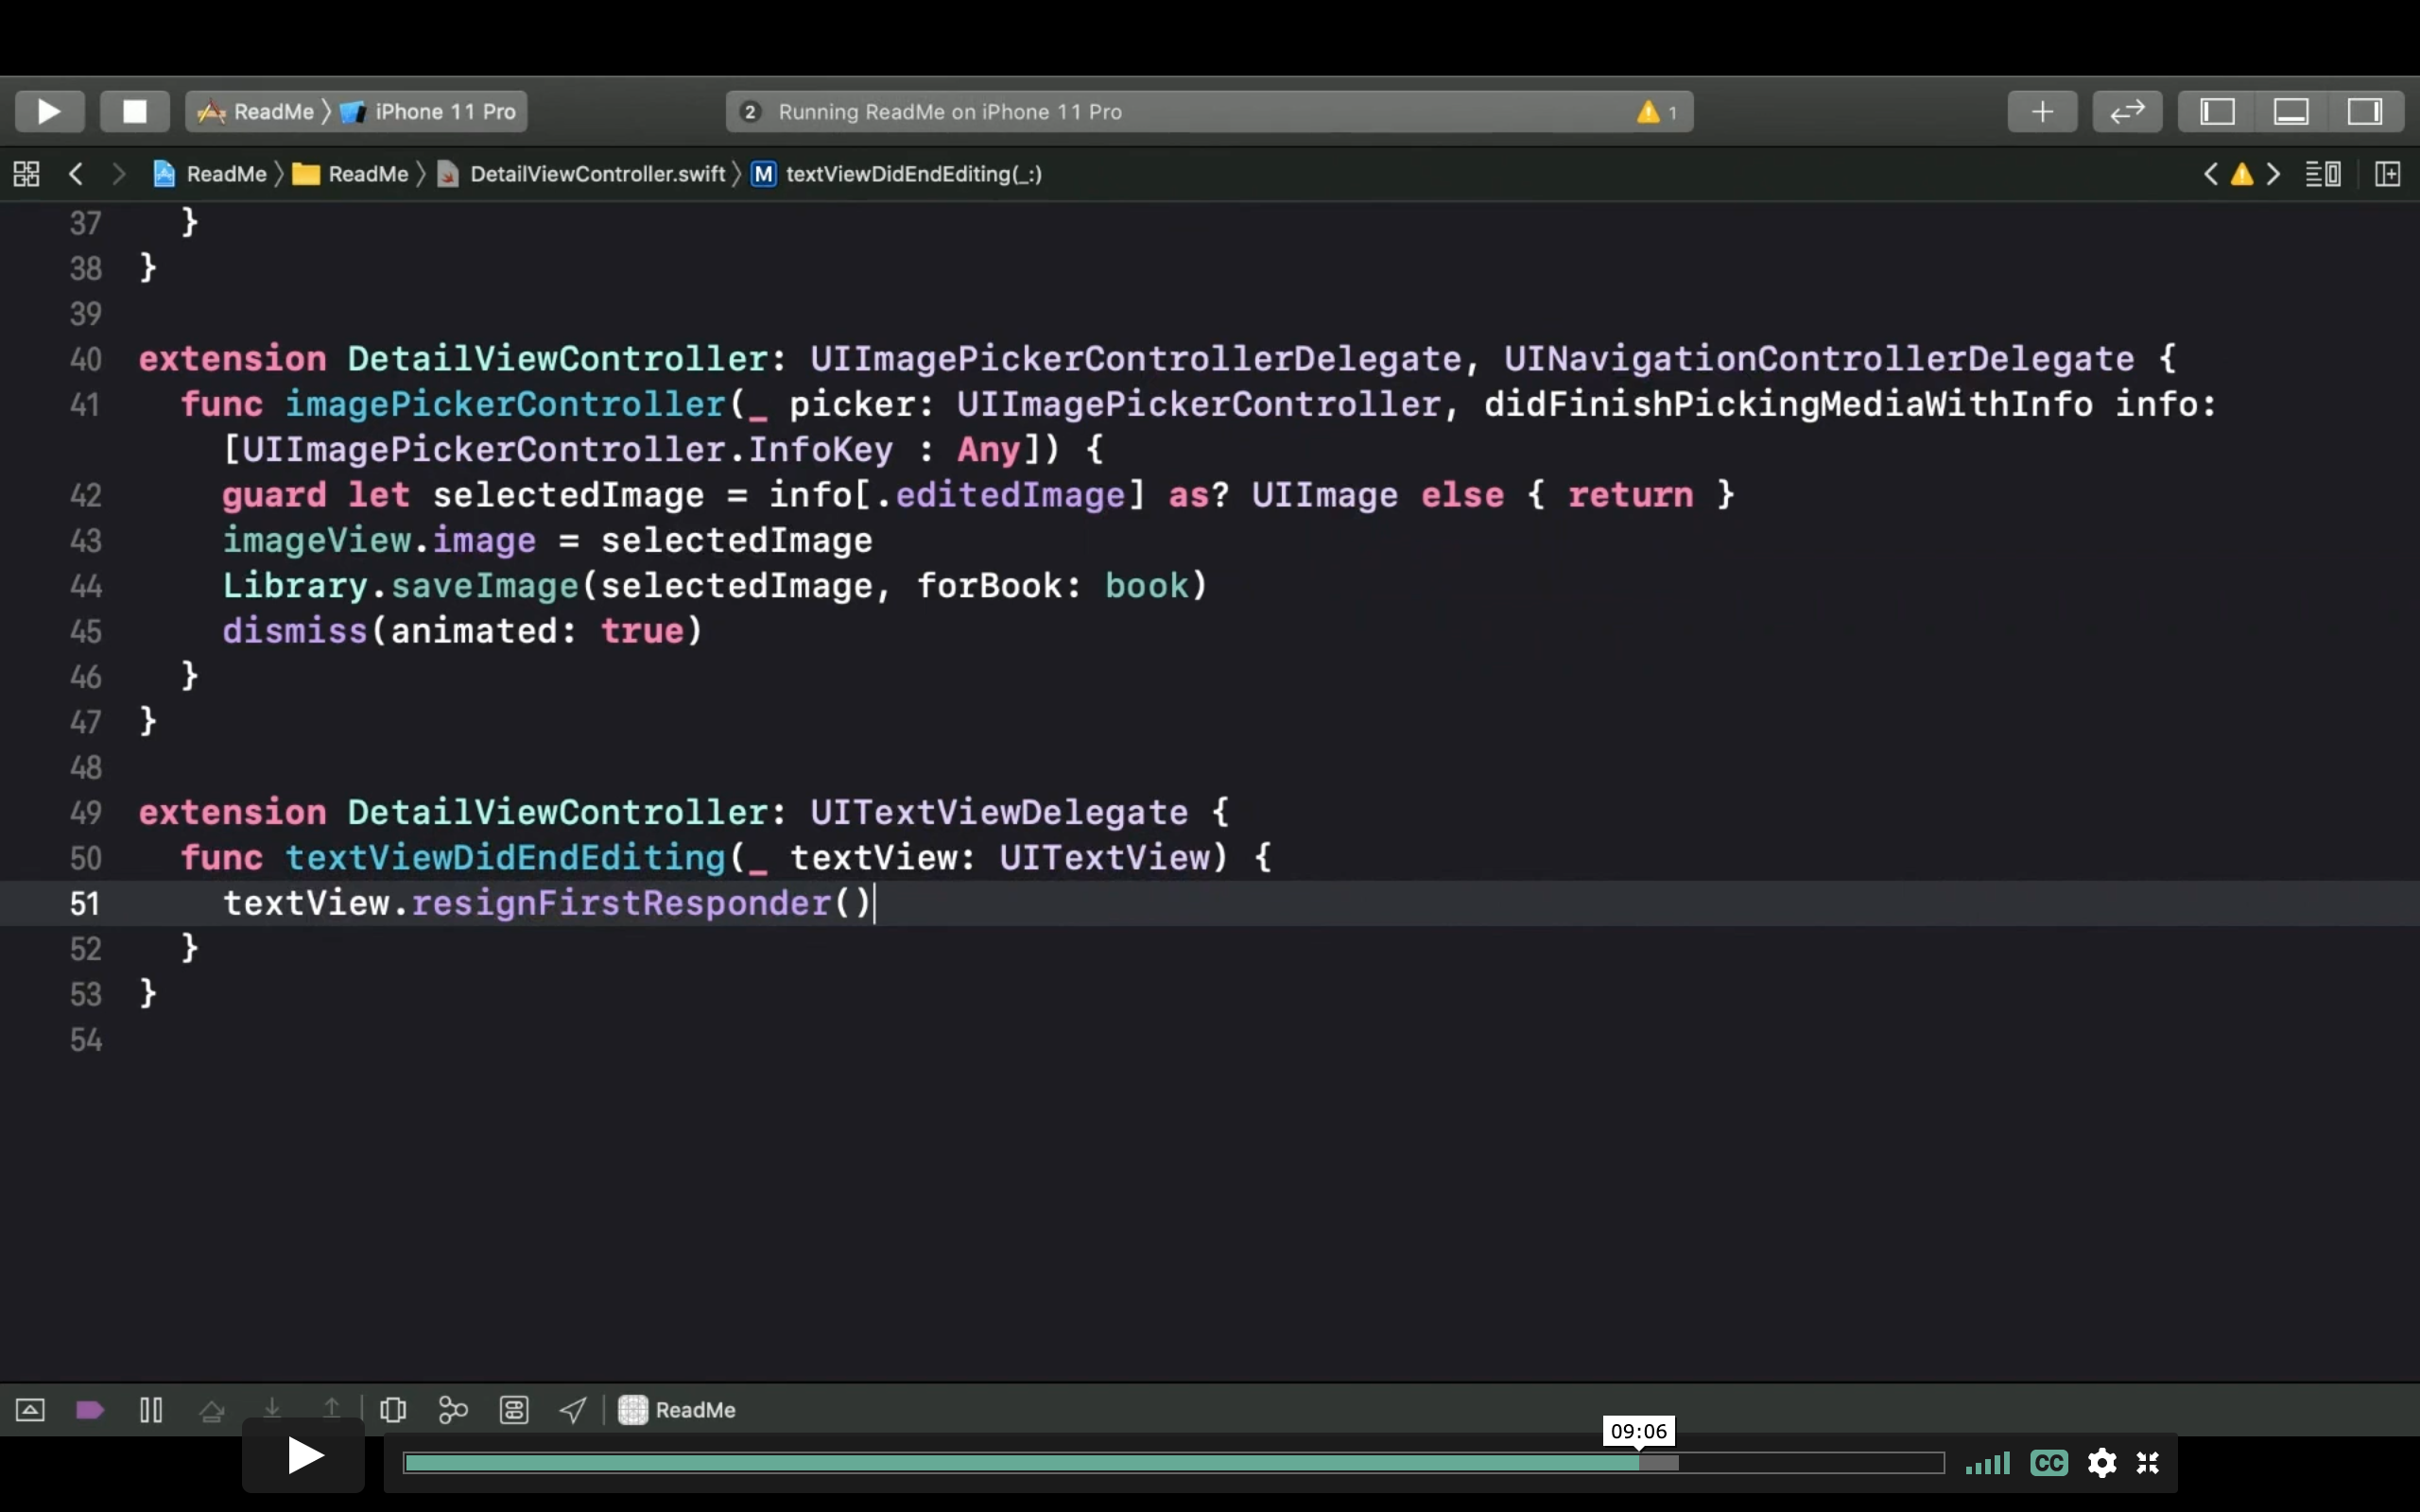 ReadMe 〉 iPhone 11 Pro
2 Running ReadMe on iPhone 11 Pro 1
ReadMe 〉 ReadMe 〉 DetailViewController.swift 〉 M textViewDidEndEditing(_:)
37 }
38 }
39
40 extension DetailViewController: UIImagePickerControllerDelegate, UINavigationControllerDelegate {
41 func imagePickerController(_ picker: UIImagePickerController, didFinishPickingMediaWithInfo info:
[UIImagePickerController.InfoKey : Any]) {
42 guard let selectedImage = info[.editedImage] as? UIImage else { return }
43 imageView.image = selectedImage
44 Library.saveImage(selectedImage, forBook: book)
45 dismiss(animated: true)
46 }
47 }
48
49 extension DetailViewController: UITextViewDelegate {
50 func textViewDidEndEditing(_ textView: UITextView) {
51 textView.resignFirstResponder()
52 }
53 }
54
ReadMe
09:06
CC